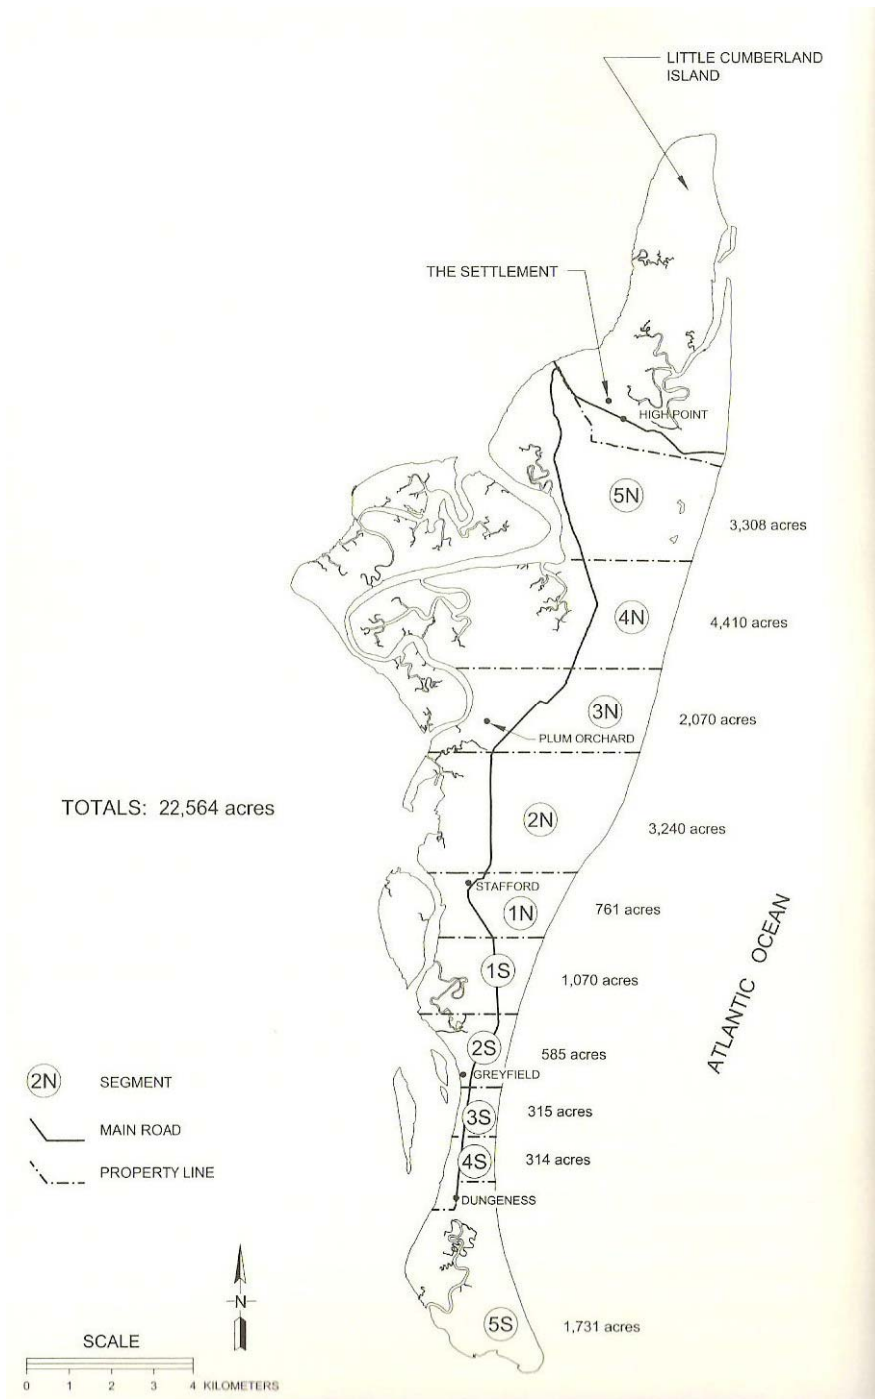 LITTLE CUMBERLAND
ISLAND
THE SETTLEMENT
HIGH POINT
5N
3,308 acres
4N
4,410 acres
3N
2,070 acres
PLUM ORCHARD
TOTALS: 22,564 acres
2N
3,240 acres
STAFFORD
1N
761 acres
1S
1,070 acres
ATLANTIC OCEAN
2S
585 acres
GREYFIELD
2N SEGMENT
3S
315 acres
MAIN ROAD
4S
314 acres
PROPERTY LINE
DUNGENESS
N
5S
1,731 acres
SCALE
0 1 2 3 4 KILOMETERS